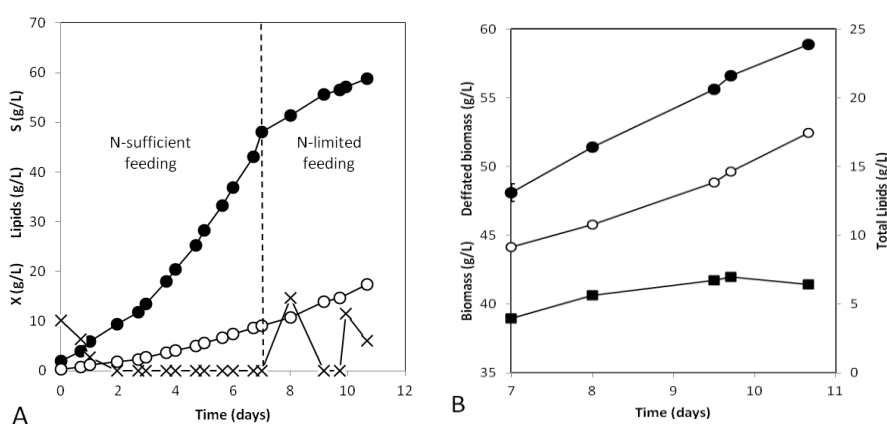 70
60
50
40
30
20
10
0
X (g/L) Lipids (g/L) S (g/L)
N-sufficient
feeding
N-limited
feeding
0 2 4 6 8 10 12
Time (days)
A
60
55
50
45
40
35
Biomass (g/L) Deffated biomass (g/L)
25
20
15
10
5
0
Total Lipids (g/L)
7 8 9 10 11
Time (days)
B